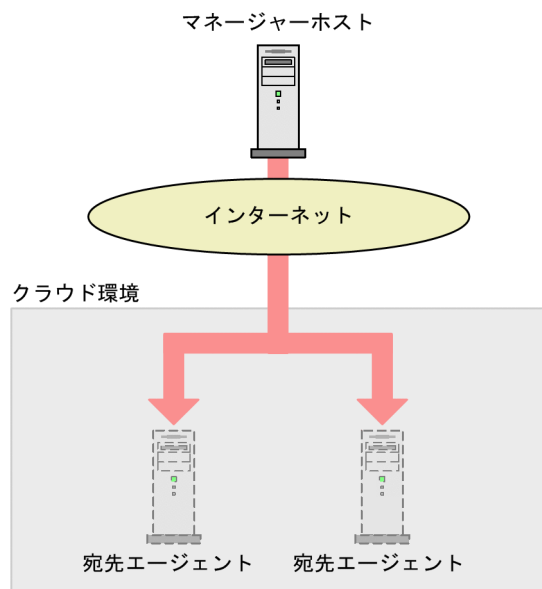 マネージャーホスト
インターネット
クラウド環境
宛先エージェント
宛先エージェント